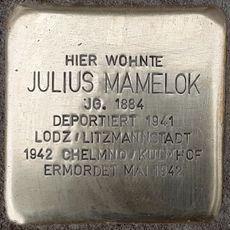 HIER WOHNTE
JULIUS MAMELOK
JG. 1884
DEPORTIERT 1941
LODZ/LITZMANNSTADT
1942 CHELMNO/KULMHOF
ERMORDET MAI 1942